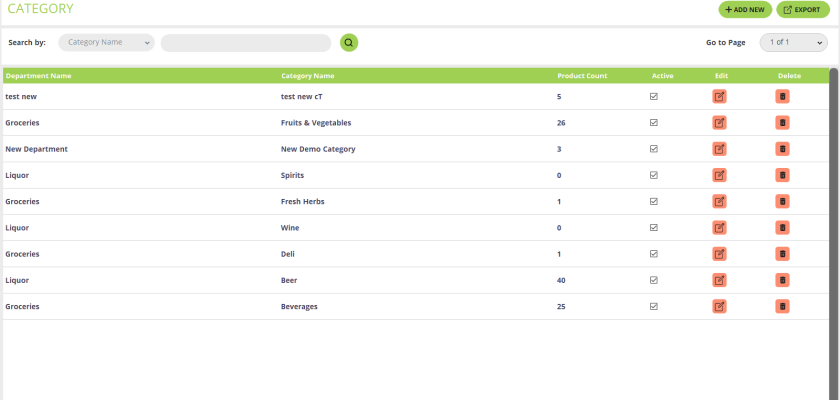 CATEGORY
ADD NEW
EXPORT
Search by: Category Name
Go to Page 1 of 1
Department Name Category Name Product Count Active Edit Delete
test new test new cT 5
Groceries Fruits & Vegetables 26
New Department New Demo Category 3
Liquor Spirits 0
Groceries Fresh Herbs 1
Liquor Wine 0
Groceries Deli 1
Liquor Beer 40
Groceries Beverages 25